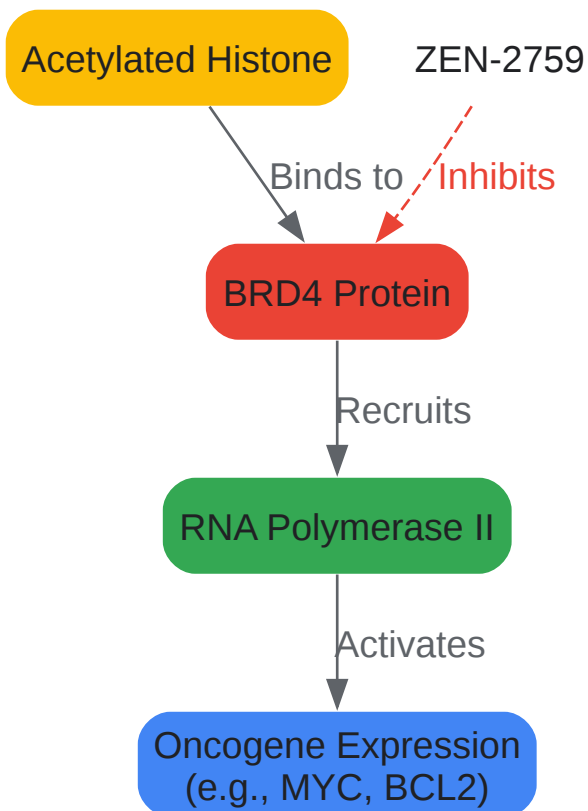 Acetylated Histone
ZEN-2759
Binds to
Inhibits
BRD4 Protein
Recruits
RNA Polymerase II
Activates
Oncogene Expression
(e.g., MYC, BCL2)